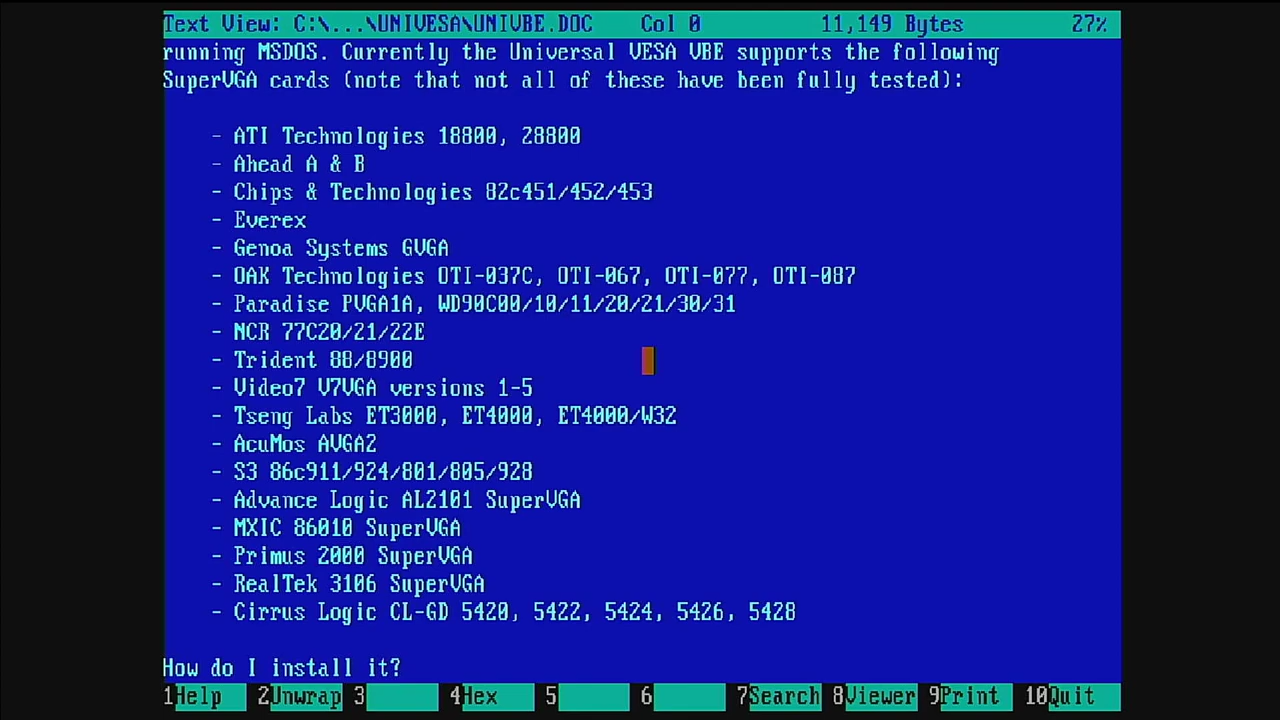 Text View: C:\...\UNIVESA\UNIVBE.DOC Col 0 11,149 Bytes 27%
running MSDOS. Currently the Universal VESA VBE supports the following
SuperVGA cards (note that not all of these have been fully tested):
- ATI Technologies 18800, 28800
- Ahead A & B
- Chips & Technologies 82c451/452/453
- Everex
- Genoa Systems GVGA
- OAK Technologies OTI-037C, OTI-067, OTI-077, OTI-087
- Paradise PVGA1A, WD90C00/10/11/20/21/30/31
- NCR 77C20/21/22E
- Trident 88/8900
- Video7 V7VGA versions 1-5
- Tseng Labs ET3000, ET4000, ET4000/W32
- AcuMos AVGA2
- S3 86c911/924/801/805/928
- Advance Logic AL2101 SuperVGA
- MXIC 86010 SuperVGA
- Primus 2000 SuperVGA
- RealTek 3106 SuperVGA
- Cirrus Logic CL-GD 5420, 5422, 5424, 5426, 5428
How do I install it?
1Help 2Unwrap 3 4Hex 5 6 7Search 8Viewer 9Print 10Quit